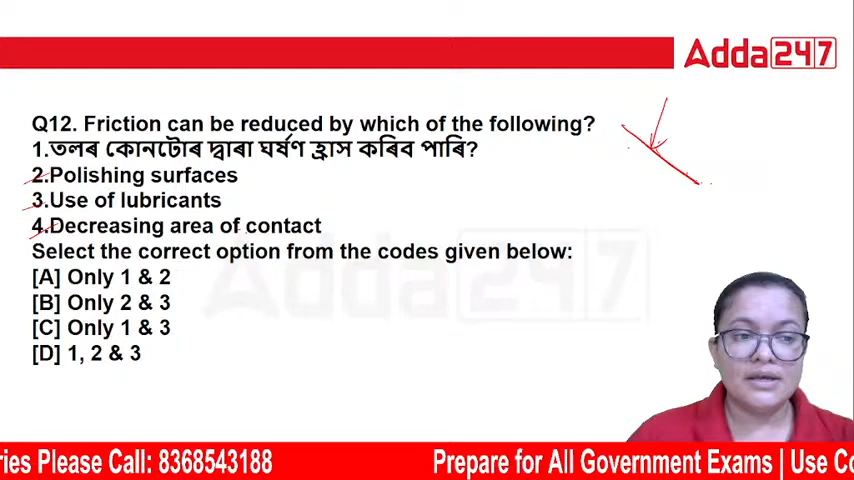 Adda247
Q12. Friction can be reduced by which of the following?
1.তলৰ কোনটোৰ দ্বাৰা ঘৰ্ষণ হ্ৰাস কৰিব পাৰি?
2.Polishing surfaces
3.Use of lubricants
4.Decreasing area of contact
Select the correct option from the codes given below:
[A] Only 1 & 2
[B] Only 2 & 3
[C] Only 1 & 3
[D] 1, 2 & 3
Adda247
ries Please Call: 8368543188 Prepare for All Government Exams | Use Co